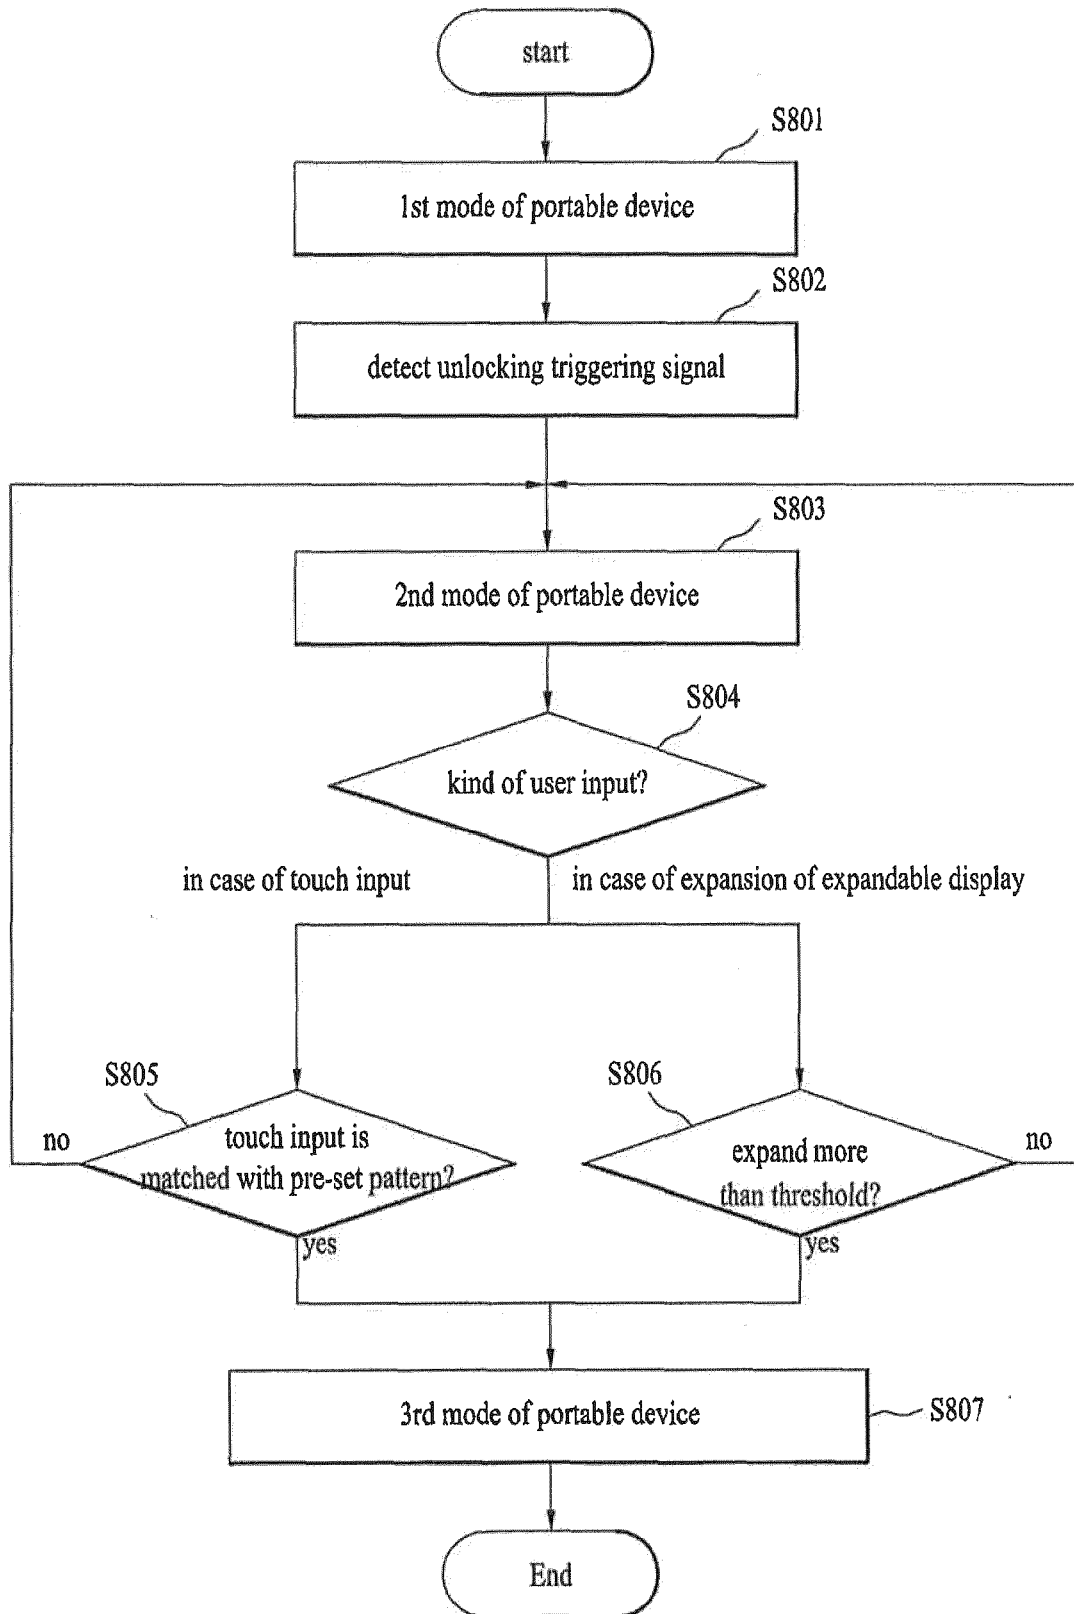 start
S801
1st mode of portable device
S802
detect unlocking triggering signal
S803
2nd mode of portable device
S804
kind of user input?
in case of touch input
in case of expansion of expandable display
S805
S806
no
touch input is
matched with pre-set pattern?
expand more
than threshold?
no
yes
yes
3rd mode of portable device
S807
End